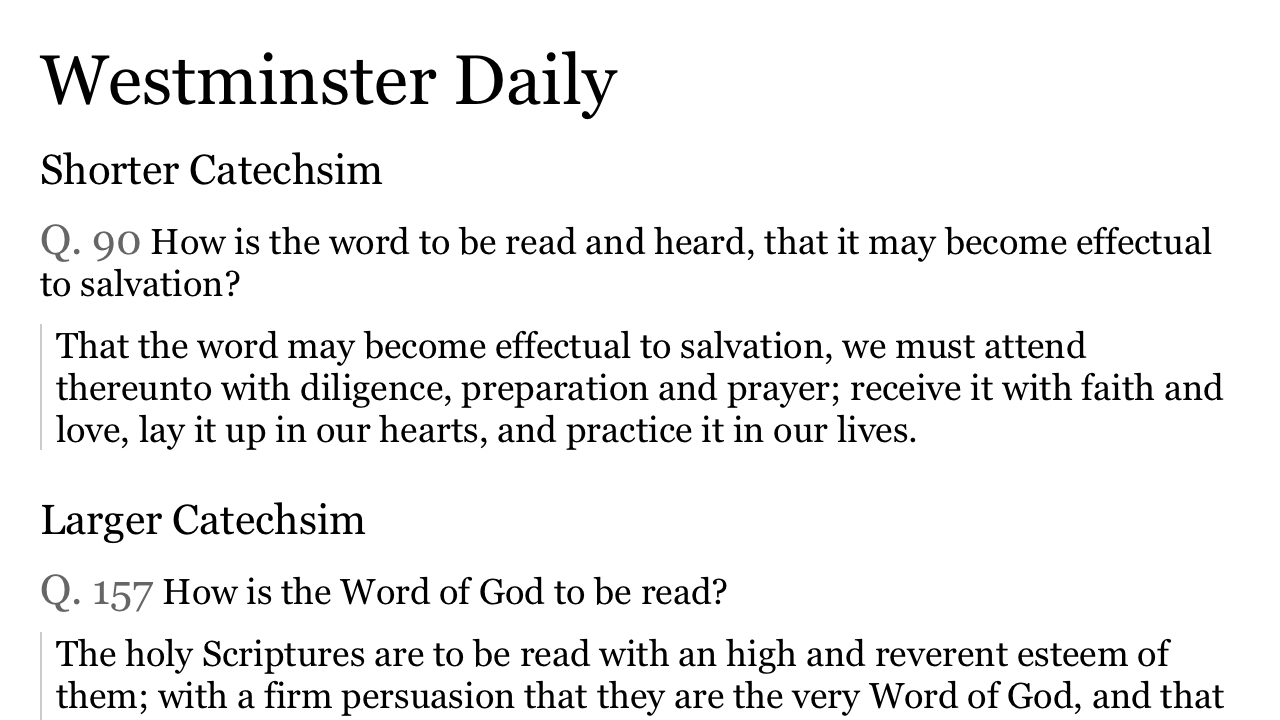 Westminster Daily
Shorter Catechsim
Q. 90 How is the word to be read and heard, that it may become effectual
to salvation?
That the word may become effectual to salvation, we must attend
thereunto with diligence, preparation and prayer; receive it with faith and
love, lay it up in our hearts, and practice it in our lives.
Larger Catechsim
Q. 157 How is the Word of God to be read?
The holy Scriptures are to be read with an high and reverent esteem of
them; with a firm persuasion that they are the very Word of God, and that